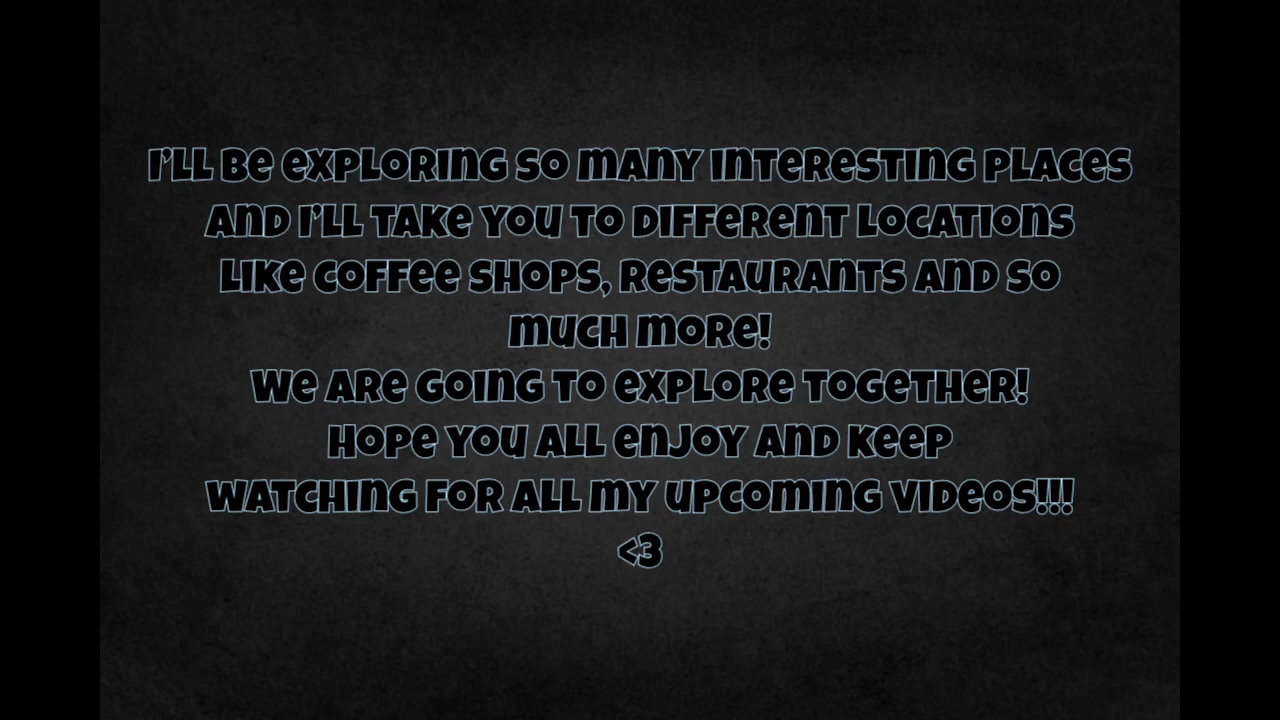 I'LL BE EXPLORING SO MANY INTERESTING PLACES
AND I'LL TAKE YOU TO DIFFERENT LOCATIONS
LIKE COFFEE SHOPS, RESTAURANTS AND SO
MUCH MORE!
WE ARE GOING TO EXPLORE TOGETHER!
HOPE YOU ALL ENJOY AND KEEP
WATCHING FOR ALL MY UPCOMING VIDEOS!!!
<3